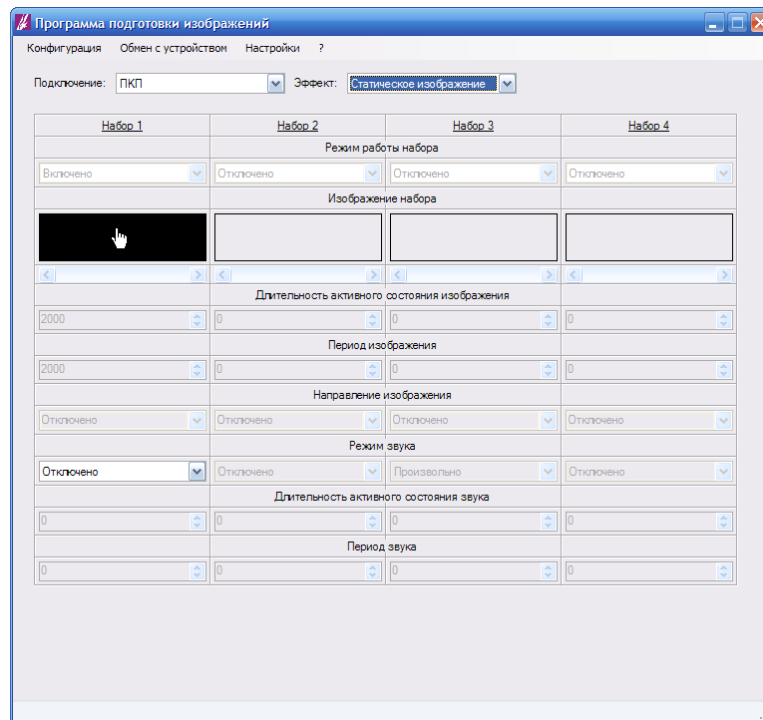 Программа подготовки изображений
Конфигурация Обмен с устройством Настройки ?
Подключение: ПКП Эффект: Статическое изображение
Набор 1 Набор 2 Набор 3 Набор 4
Режим работы набора
Включено Отключено Отключено Отключено
Изображение набора
Длительность активного состояния изображения
2000 0 0 0
Период изображения
2000 0 0 0
Направление изображения
Отключено Отключено Отключено Отключено
Режим звука
Отключено Отключено Произвольно Отключено
Длительность активного состояния звука
0 0 0 0
Период звука
0 0 0 0